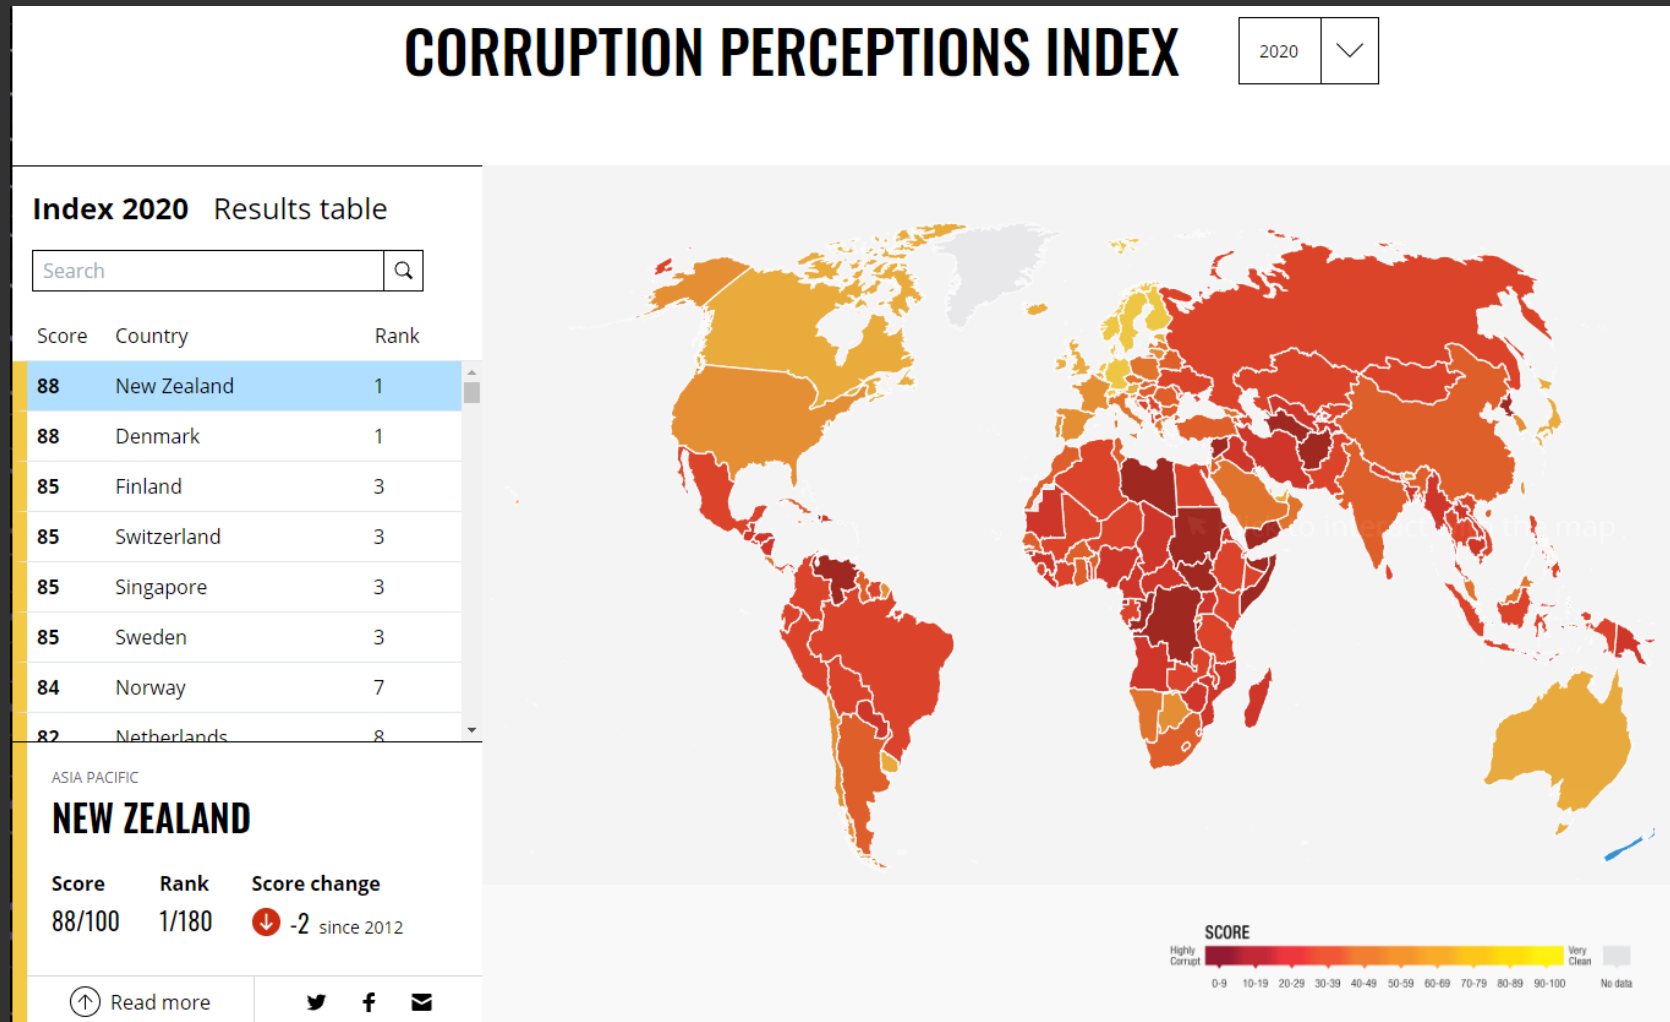 CORRUPTION PERCEPTIONS INDEX
2020
Index 2020 Results table
Search
Score Country Rank
88 New Zealand 1
88 Denmark 1
85 Finland 3
85 Switzerland 3
85 Singapore 3
85 Sweden 3
84 Norway 7
82 Netherlands 8
ASIA PACIFIC
NEW ZEALAND
Score Rank Score change
88/100 1/180 -2 since 2012
Read more
to interact the map
SCORE
Highly Corrupt
Very Clean
0-9 10-19 20-29 30-39 40-49 50-59 60-69 70-79 80-89 90-100 No data